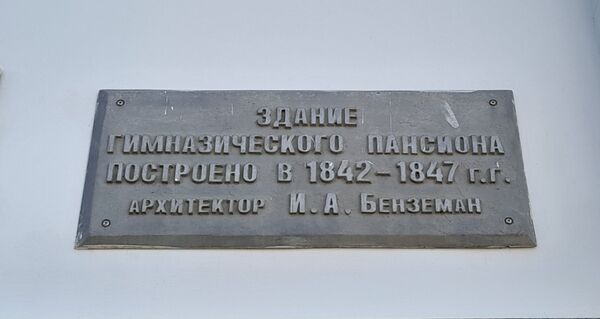 ЗДАНИЕ
ГИМНАЗИЧЕСКОГО ПАНСИОНА
ПОСТРОЕНО В 1842-1847 г.г.
АРХИТЕКТОР И.А. БЕНЗЕМАН